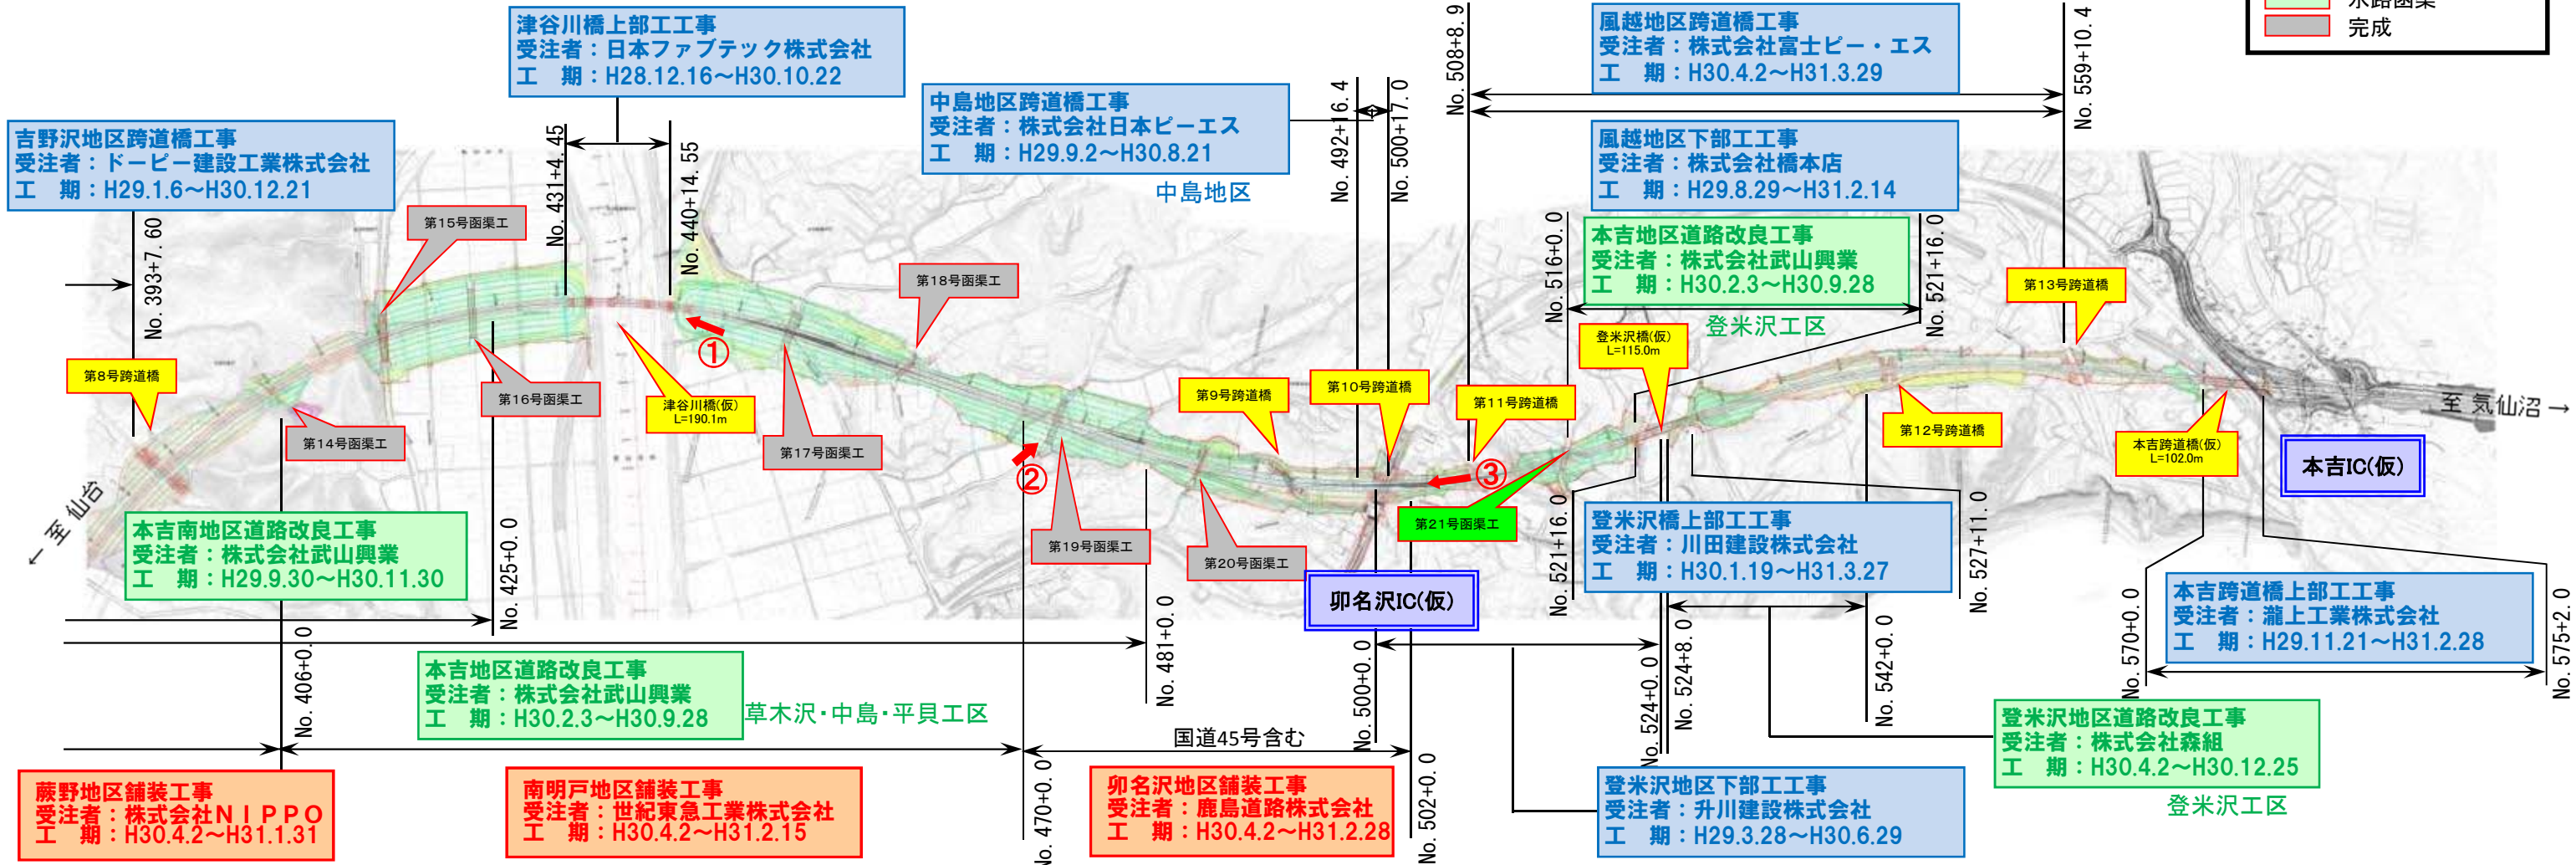 津谷川橋上部工工事
受注者：日本ファブテック株式会社
工　期：H28.12.16～H30.10.22
風越地区跨道橋工事
受注者：株式会社富士ピー・エス
工　期：H30.4.2～H31.3.29
完成
中島地区跨道橋工事
受注者：株式会社日本ピーエス
工　期：H29.9.2～H30.8.21
中島地区
吉野沢地区跨道橋工事
受注者：ドーピー建設工業株式会社
工　期：H29.1.6～H30.12.21
風越地区下部工工事
受注者：株式会社橋本店
工　期：H29.8.29～H31.2.14
本吉地区道路改良工事
受注者：株式会社武山興業
工　期：H30.2.3～H30.9.28
登米沢工区
No. 393+7. 60
No. 431+4. 45
No. 440+14. 55
No. 492+16. 4
No. 500+17. 0
No. 508+8. 9
No. 516+0. 0
No. 521+16. 0
No. 559+10. 4
第15号函渠工
第18号函渠工
第13号跨道橋
第8号跨道橋
第14号函渠工
第16号函渠工
津谷川橋(仮)
L=190.1m
①
第17号函渠工
②
第19号函渠工
第9号跨道橋
第10号跨道橋
第11号跨道橋
③
登米沢橋(仮)
L=115.0m
第12号跨道橋
本吉跨道橋(仮)
L=102.0m
至 気仙沼 →
本吉IC(仮)
← 至 仙台
第20号函渠工
第21号函渠工
卯名沢IC(仮)
本吉南地区道路改良工事
受注者：株式会社武山興業
工　期：H29.9.30～H30.11.30
No. 425+0. 0
No. 406+0. 0
No. 481+0. 0
No. 521+16. 0
No. 527+11. 0
登米沢橋上部工工事
受注者：川田建設株式会社
工　期：H30.1.19～H31.3.27
本吉跨道橋上部工工事
受注者：瀧上工業株式会社
工　期：H29.11.21～H31.2.28
No. 570+0. 0
No. 575+2. 0
本吉地区道路改良工事
受注者：株式会社武山興業
工　期：H30.2.3～H30.9.28
草木沢・中島・平貝工区
国道45号含む
No. 500+0. 0
No. 524+0. 0
No. 524+8. 0
No. 542+0. 0
登米沢地区道路改良工事
受注者：株式会社森組
工　期：H30.4.2～H30.12.25
登米沢工区
蕨野地区舗装工事
受注者：株式会社ＮＩＰＰＯ
工　期：H30.4.2～H31.1.31
南明戸地区舗装工事
受注者：世紀東急工業株式会社
工　期：H30.4.2～H31.2.15
No. 470+0. 0
卯名沢地区舗装工事
受注者：鹿島道路株式会社
工　期：H30.4.2～H31.2.28
No. 502+0. 0
登米沢地区下部工工事
受注者：升川建設株式会社
工　期：H29.3.28～H30.6.29